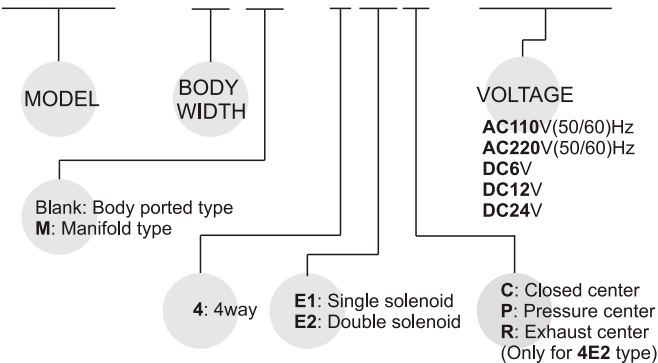 MODEL
BODY
WIDTH
VOLTAGE
AC110V(50/60)Hz
AC220V(50/60)Hz
DC6V
DC12V
DC24V
Blank: Body ported type
M: Manifold type
4: 4way
E1: Single solenoid
E2: Double solenoid
C: Closed center
P: Pressure center
R: Exhaust center
(Only for 4E2 type)